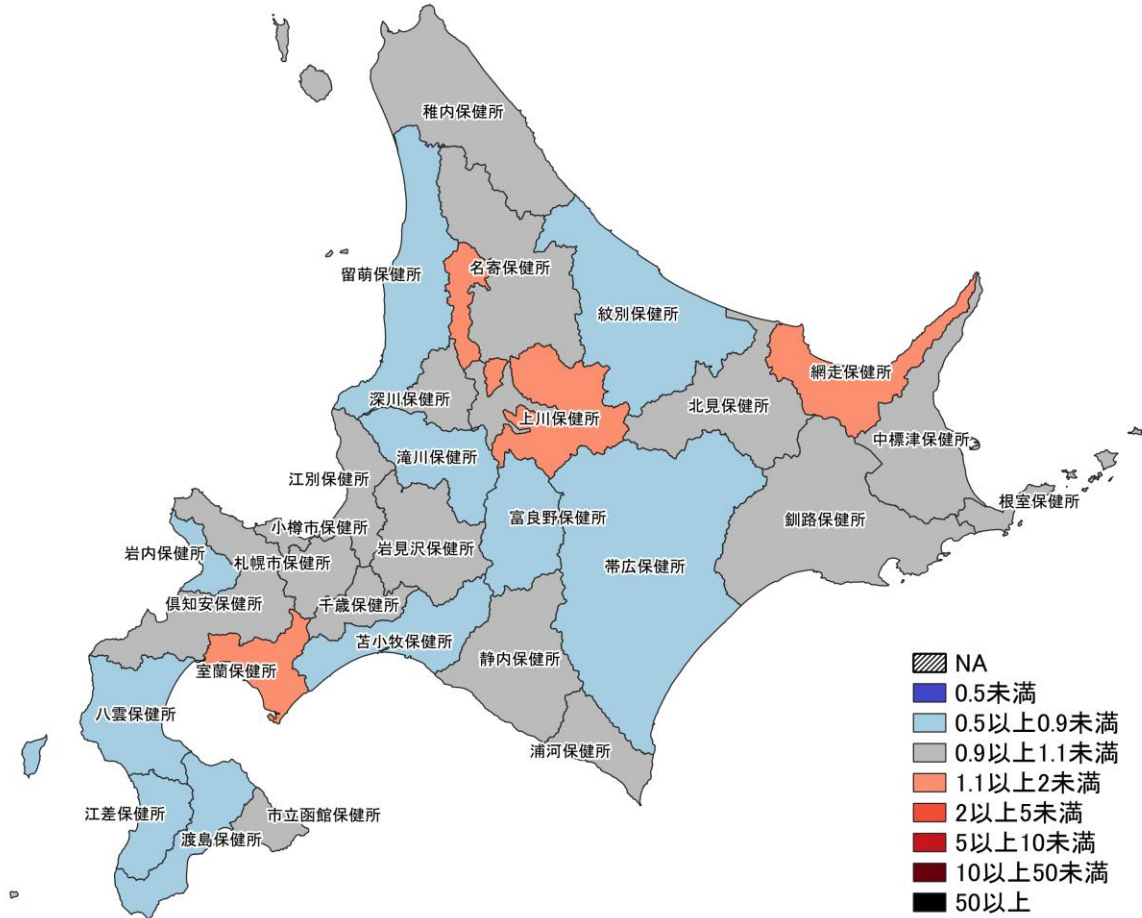 稚内保健所
名寄保健所
留萌保健所
紋別保健所
網走保健所
深川保健所
上川保健所
北見保健所
中標津保健所
滝川保健所
江別保健所
根室保健所
小樽市保健所
富良野保健所
釧路保健所
岩内保健所
札幌市保健所
岩見沢保健所
帯広保健所
倶知安保健所
千歳保健所
苫小牧保健所
静内保健所
室蘭保健所
八雲保健所
浦河保健所
江差保健所
市立函館保健所
渡島保健所
NA
0.5未満
0.5以上0.9未満
0.9以上1.1未満
1.1以上2未満
2以上5未満
5以上10未満
10以上50未満
50以上